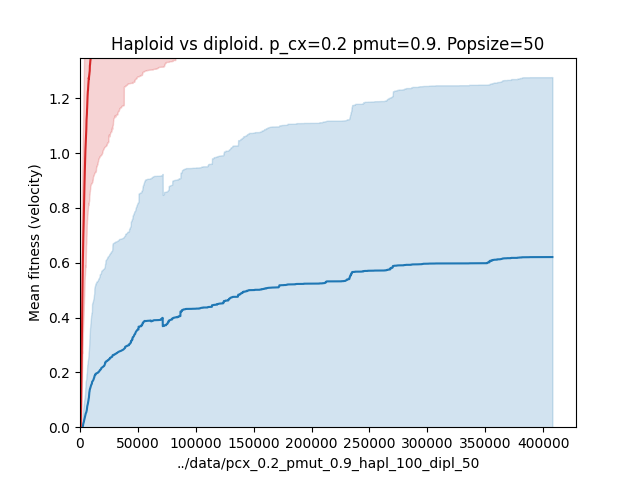 Haploid vs diploid. p_cx=0.2 pmut=0.9. Popsize=50
Mean fitness (velocity)
1.2
1.0
0.8
0.6
0.4
0.2
0.0
0 50000 100000 150000 200000 250000 300000 350000 400000
../data/pcx_0.2_pmut_0.9_hapl_100_dipl_50